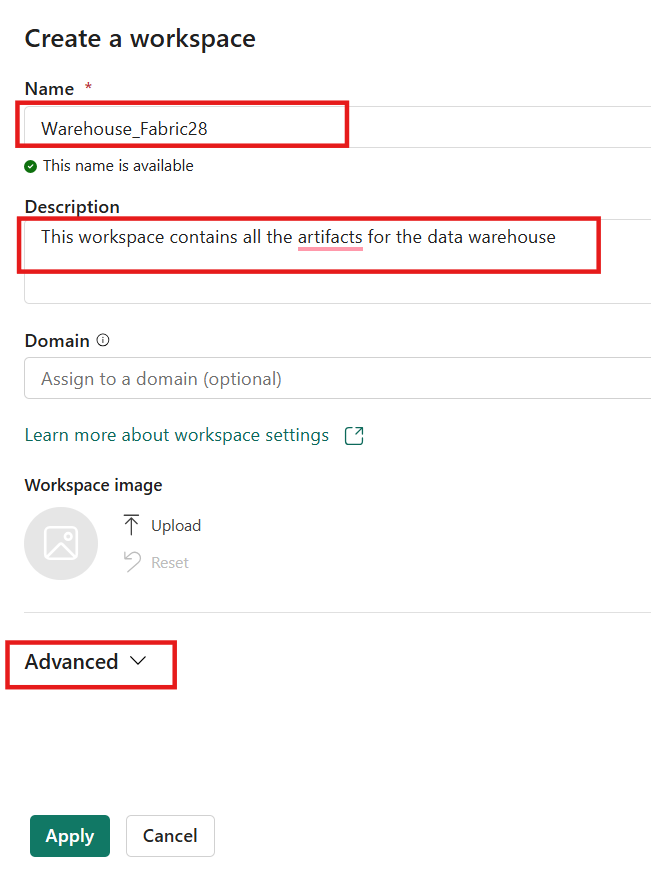 Create a workspace
Name *
Warehouse_Fabric28
This name is available
Description
This workspace contains all the artifacts for the data warehouse
Domain
Assign to a domain (optional)
Learn more about workspace settings
Workspace image
Upload
Reset
Advanced
Apply Cancel